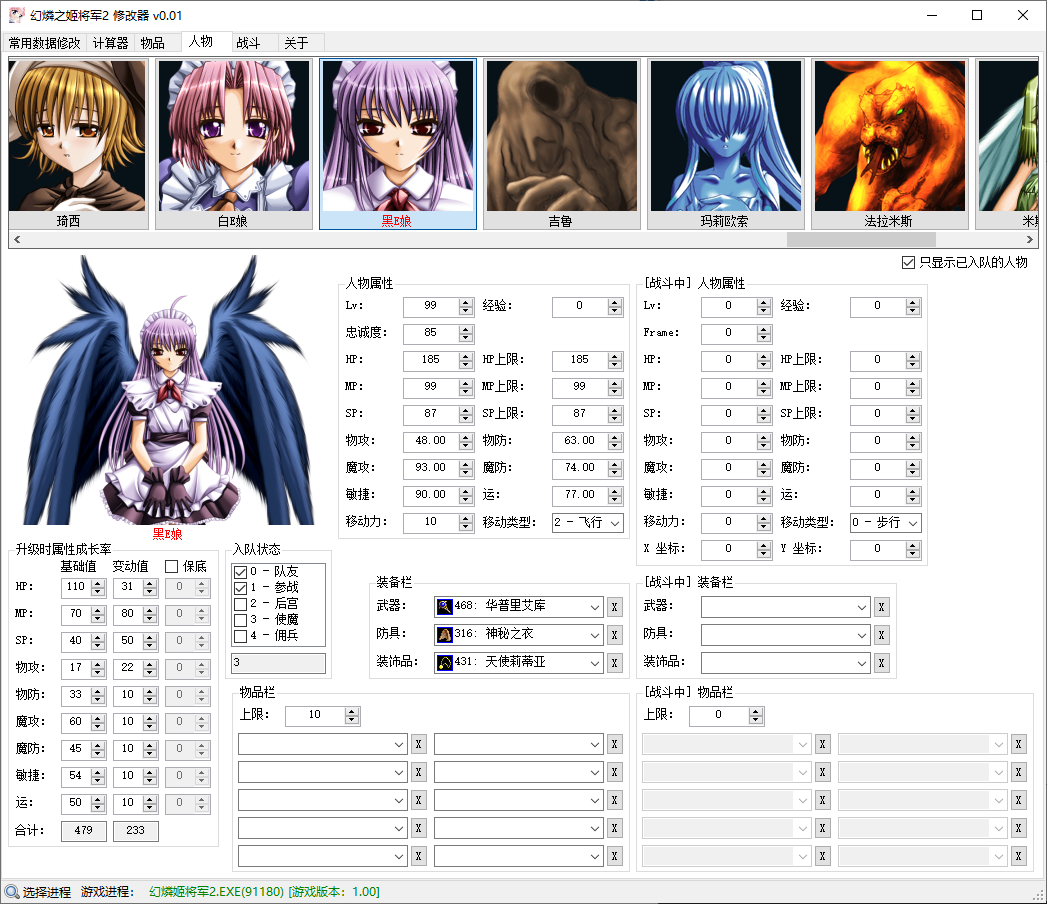 幻燐之姬将军2 修改器 v0.01
常用数据修改 计算器 物品 人物 战斗 关于
琦西 白E娘 黑E娘 吉鲁 玛莉欧索 法拉米斯
只显示已入队的人物
黑E娘
人物属性
Lv: 99 经验: 0
忠诚度: 85
HP: 185 HP上限: 185
MP: 99 MP上限: 99
SP: 87 SP上限: 87
物攻: 48.00 物防: 63.00
魔攻: 93.00 魔防: 74.00
敏捷: 90.00 运: 77.00
移动力: 10 移动类型: 2 - 飞行
[战斗中] 人物属性
Lv: 0 经验: 0
Frame: 0
HP: 0 HP上限: 0
MP: 0 MP上限: 0
SP: 0 SP上限: 0
物攻: 0 物防: 0
魔攻: 0 魔防: 0
敏捷: 0 运: 0
移动力: 0 移动类型: 0 - 步行
X 坐标: 0 Y 坐标: 0
升级时属性成长率
基础值 变动值 保底
HP: 110 31 0
MP: 70 80 0
SP: 40 50 0
物攻: 17 22 0
物防: 33 10 0
魔攻: 60 10 0
魔防: 45 10 0
敏捷: 54 10 0
运: 50 10 0
合计: 479 233
入队状态
0 - 队友
1 - 参战
2 - 后宫
3 - 使魔
4 - 佣兵
3
装备栏
武器: 468: 华普里艾库 X
防具: 316: 神秘之衣 X
装饰品: 431: 天使莉蒂亚 X
[战斗中] 装备栏
武器: X
防具: X
装饰品: X
物品栏
上限: 10
X X
X X
X X
X X
X X
[战斗中] 物品栏
上限: 0
X X
X X
X X
X X
X X
选择进程 游戏进程: 幻燐姬将军2.EXE(91180) [游戏版本: 1.00]